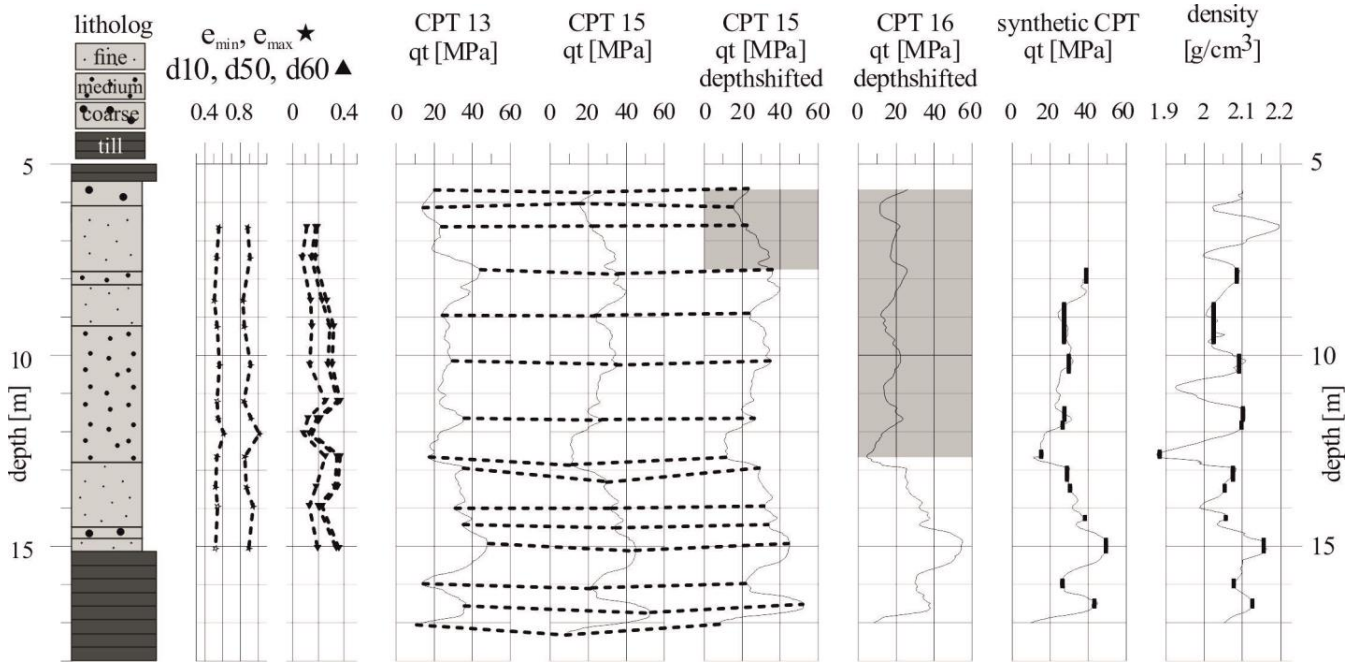 litholog
fine
medium
coarse
till
e_min, e_max ★
d10, d50, d60 ▲
0.4 0.8 0 0.4
CPT 13
qt [MPa]
0 20 40 60
CPT 15
qt [MPa]
0 20 40 60
CPT 15
qt [MPa]
depthshifted
0 20 40 60
CPT 16
qt [MPa]
depthshifted
0 20 40 60
synthetic CPT
qt [MPa]
0 20 40 60
density
[g/cm³]
1.9 2 2.1 2.2
5
10
15
depth [m]
5
10
15
depth [m]